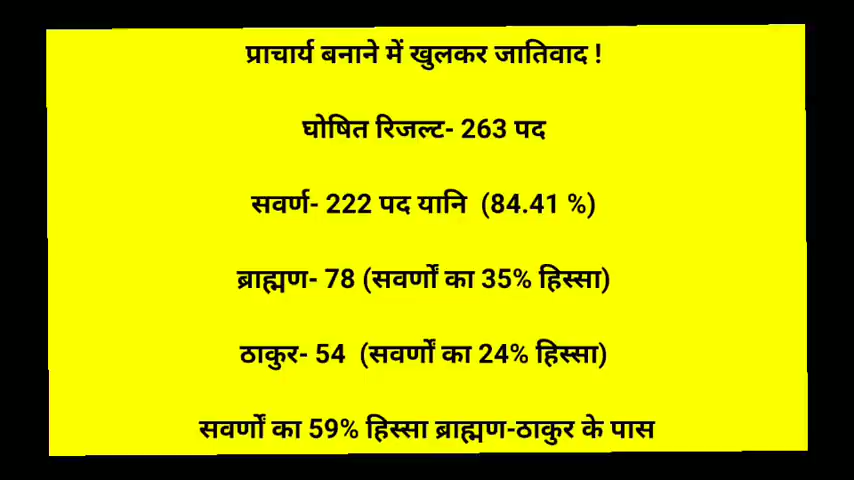 प्राचार्य बनाने में खुलकर जातिवाद !
घोषित रिजल्ट- 263 पद
सवर्ण- 222 पद यानि (84.41 %)
ब्राह्मण- 78 (सवर्णों का 35% हिस्सा)
ठाकुर- 54 (सवर्णों का 24% हिस्सा)
सवर्णों का 59% हिस्सा ब्राह्मण-ठाकुर के पास